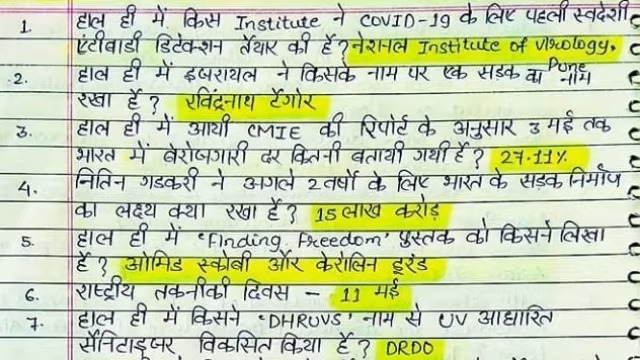 1. हाल ही में किस Institute ने COVID-19 के लिए पहली स्वदेशी
एंटीबाडी डिटेक्शन तैयार की है? नेशनल Institute of virology, Pune
2. हाल ही में इजरायल ने किसके नाम पर एक सड़क का नाम
रखा है? रविंद्रनाथ टैगोर
3. हाल ही में आयी CMIE की रिपोर्ट के अनुसार 3 मई तक
भारत में बेरोजगारी दर कितनी बतायी गयी है? 27.11%
4. नितिन गडकरी ने अगले 2 वर्षो के लिए भारत के सड़क निर्माण
का लक्ष्य क्या रखा है? 15 लाख करोड़
5. हाल ही में 'Finding Freedom' पुस्तक को किसने लिखा
है? ओमिड स्कोबी और केरोलिन डूरंड
6. राष्ट्रीय तकनीकी दिवस - 11 मई
7. हाल ही में किसने 'DHRUVS' नाम से UV आधारित
सैनिटाइजर विकसित किया है? DRDO